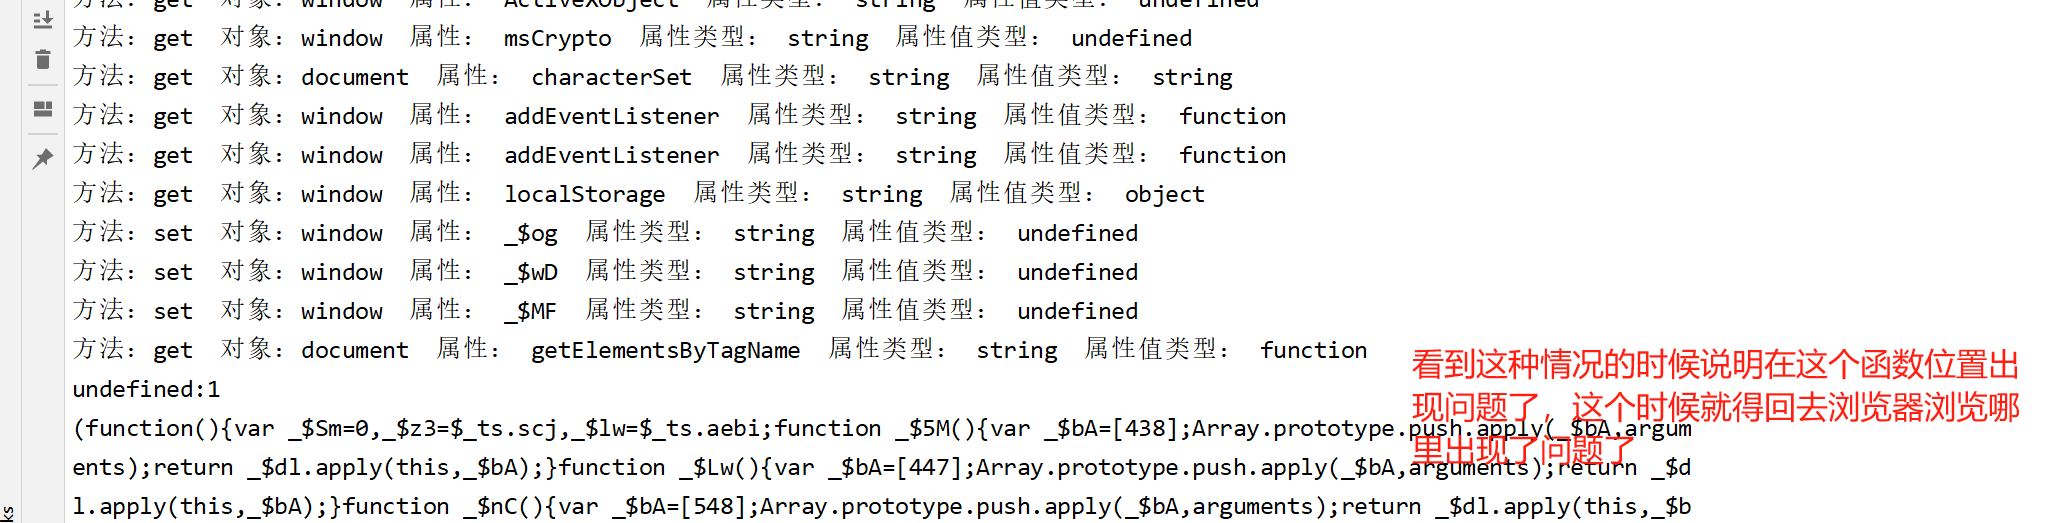 方法：get  对象：window  属性： ActiveXObject  属性类型： string  属性值类型： undefined
方法：get  对象：window  属性： msCrypto  属性类型： string  属性值类型： undefined
方法：get  对象：document  属性： characterSet  属性类型： string  属性值类型： string
方法：get  对象：window  属性： addEventListener  属性类型： string  属性值类型： function
方法：get  对象：window  属性： addEventListener  属性类型： string  属性值类型： function
方法：get  对象：window  属性： localStorage  属性类型： string  属性值类型： object
方法：set  对象：window  属性： _$og  属性类型： string  属性值类型： undefined
方法：set  对象：window  属性： _$wD  属性类型： string  属性值类型： undefined
方法：set  对象：window  属性： _$MF  属性类型： string  属性值类型： undefined
方法：get  对象：document  属性： getElementsByTagName  属性类型： string  属性值类型： function
undefined:1
(function(){var _$Sm=0,_$z3=$_ts.scj,_$lw=$_ts.aebi;function _$5M(){var _$bA=[438];Array.prototype.push.apply(_$bA,argum
ents);return _$dl.apply(this,_$bA);}function _$Lw(){var _$bA=[447];Array.prototype.push.apply(_$bA,arguments);return _$d
l.apply(this,_$bA);}function _$nC(){var _$bA=[548];Array.prototype.push.apply(_$bA,arguments);return _$dl.apply(this,_$b
看到这种情况的时候说明在这个函数位置出
现问题了，这个时候就得回去浏览器浏览哪
里出现了问题了
ks